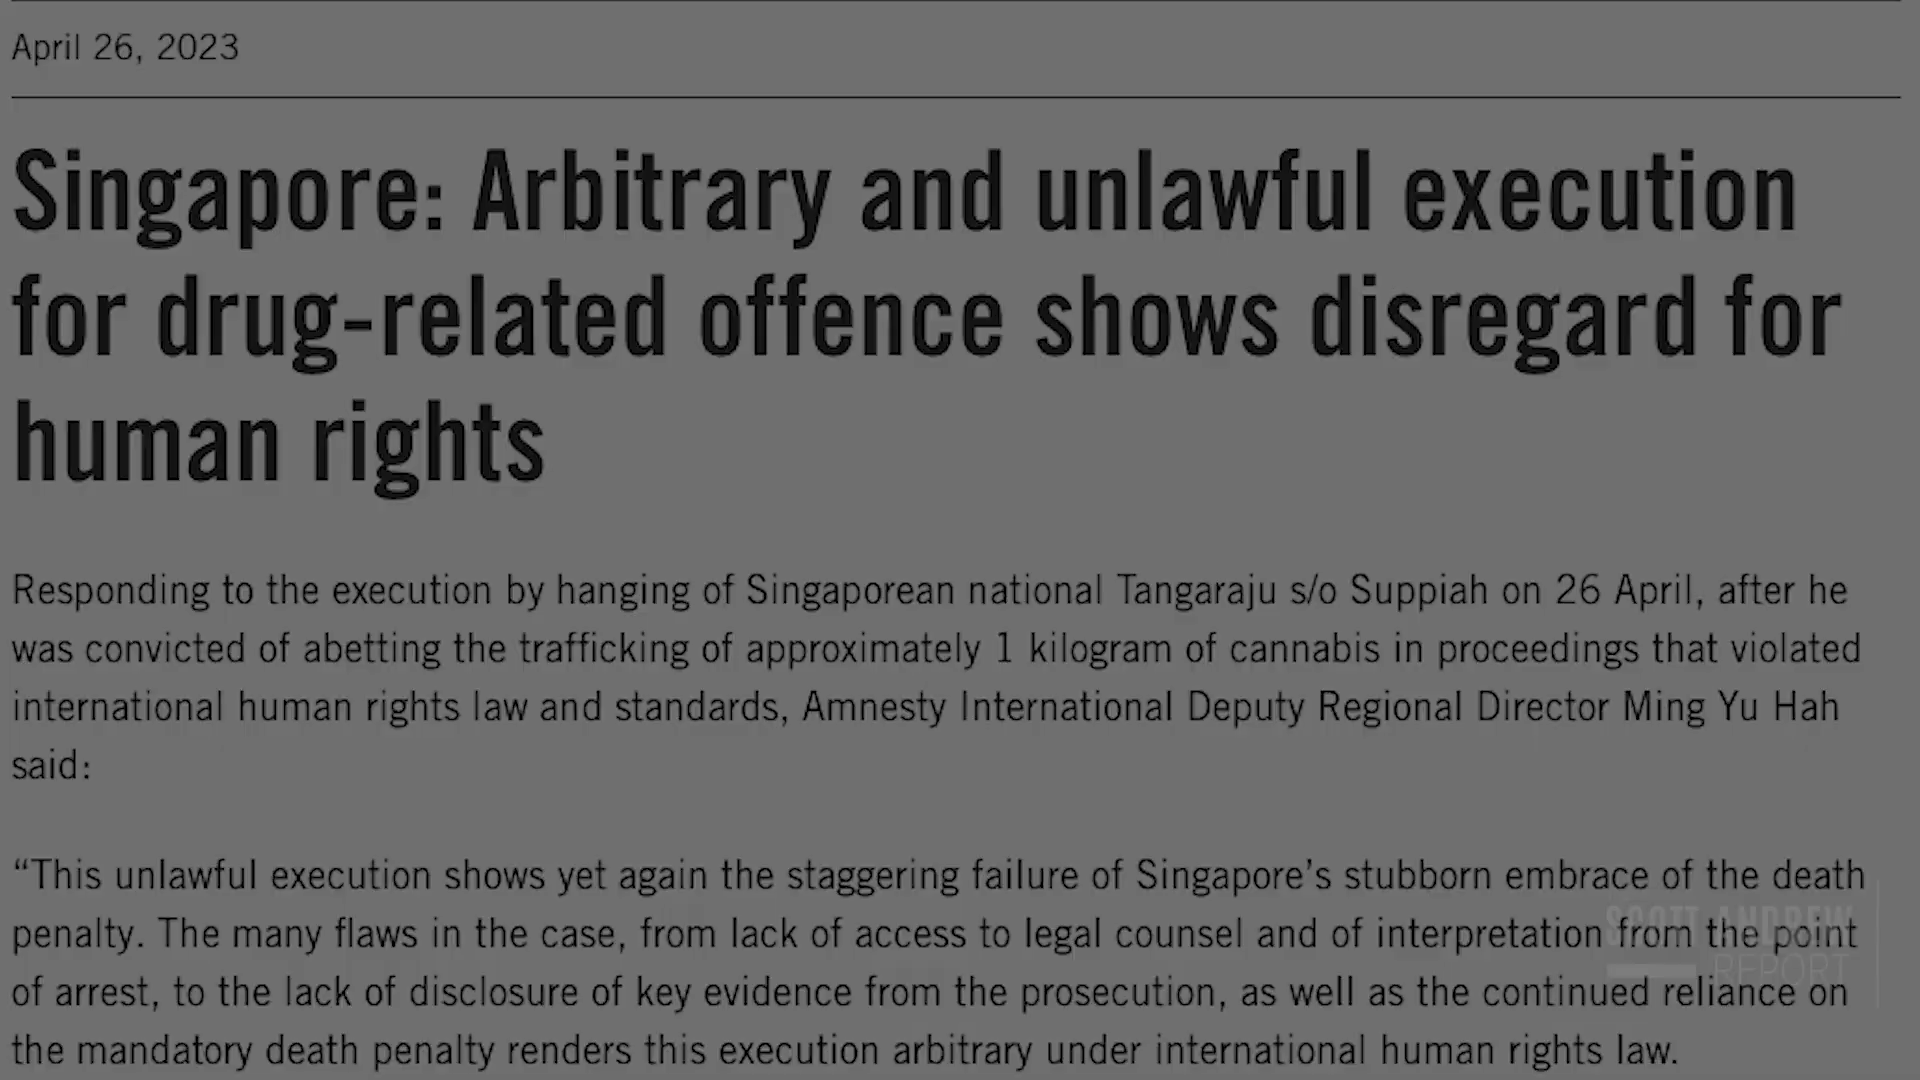 April 26, 2023
Singapore: Arbitrary and unlawful execution
for drug-related offence shows disregard for
human rights
Responding to the execution by hanging of Singaporean national Tangaraju s/o Suppiah on 26 April, after he
was convicted of abetting the trafficking of approximately 1 kilogram of cannabis in proceedings that violated
international human rights law and standards, Amnesty International Deputy Regional Director Ming Yu Hah
said:
“This unlawful execution shows yet again the staggering failure of Singapore’s stubborn embrace of the death
penalty. The many flaws in the case, from lack of access to legal counsel and of interpretation from the point
of arrest, to the lack of disclosure of key evidence from the prosecution, as well as the continued reliance on
the mandatory death penalty renders this execution arbitrary under international human rights law.
SCOTT ANDREW
REPORT